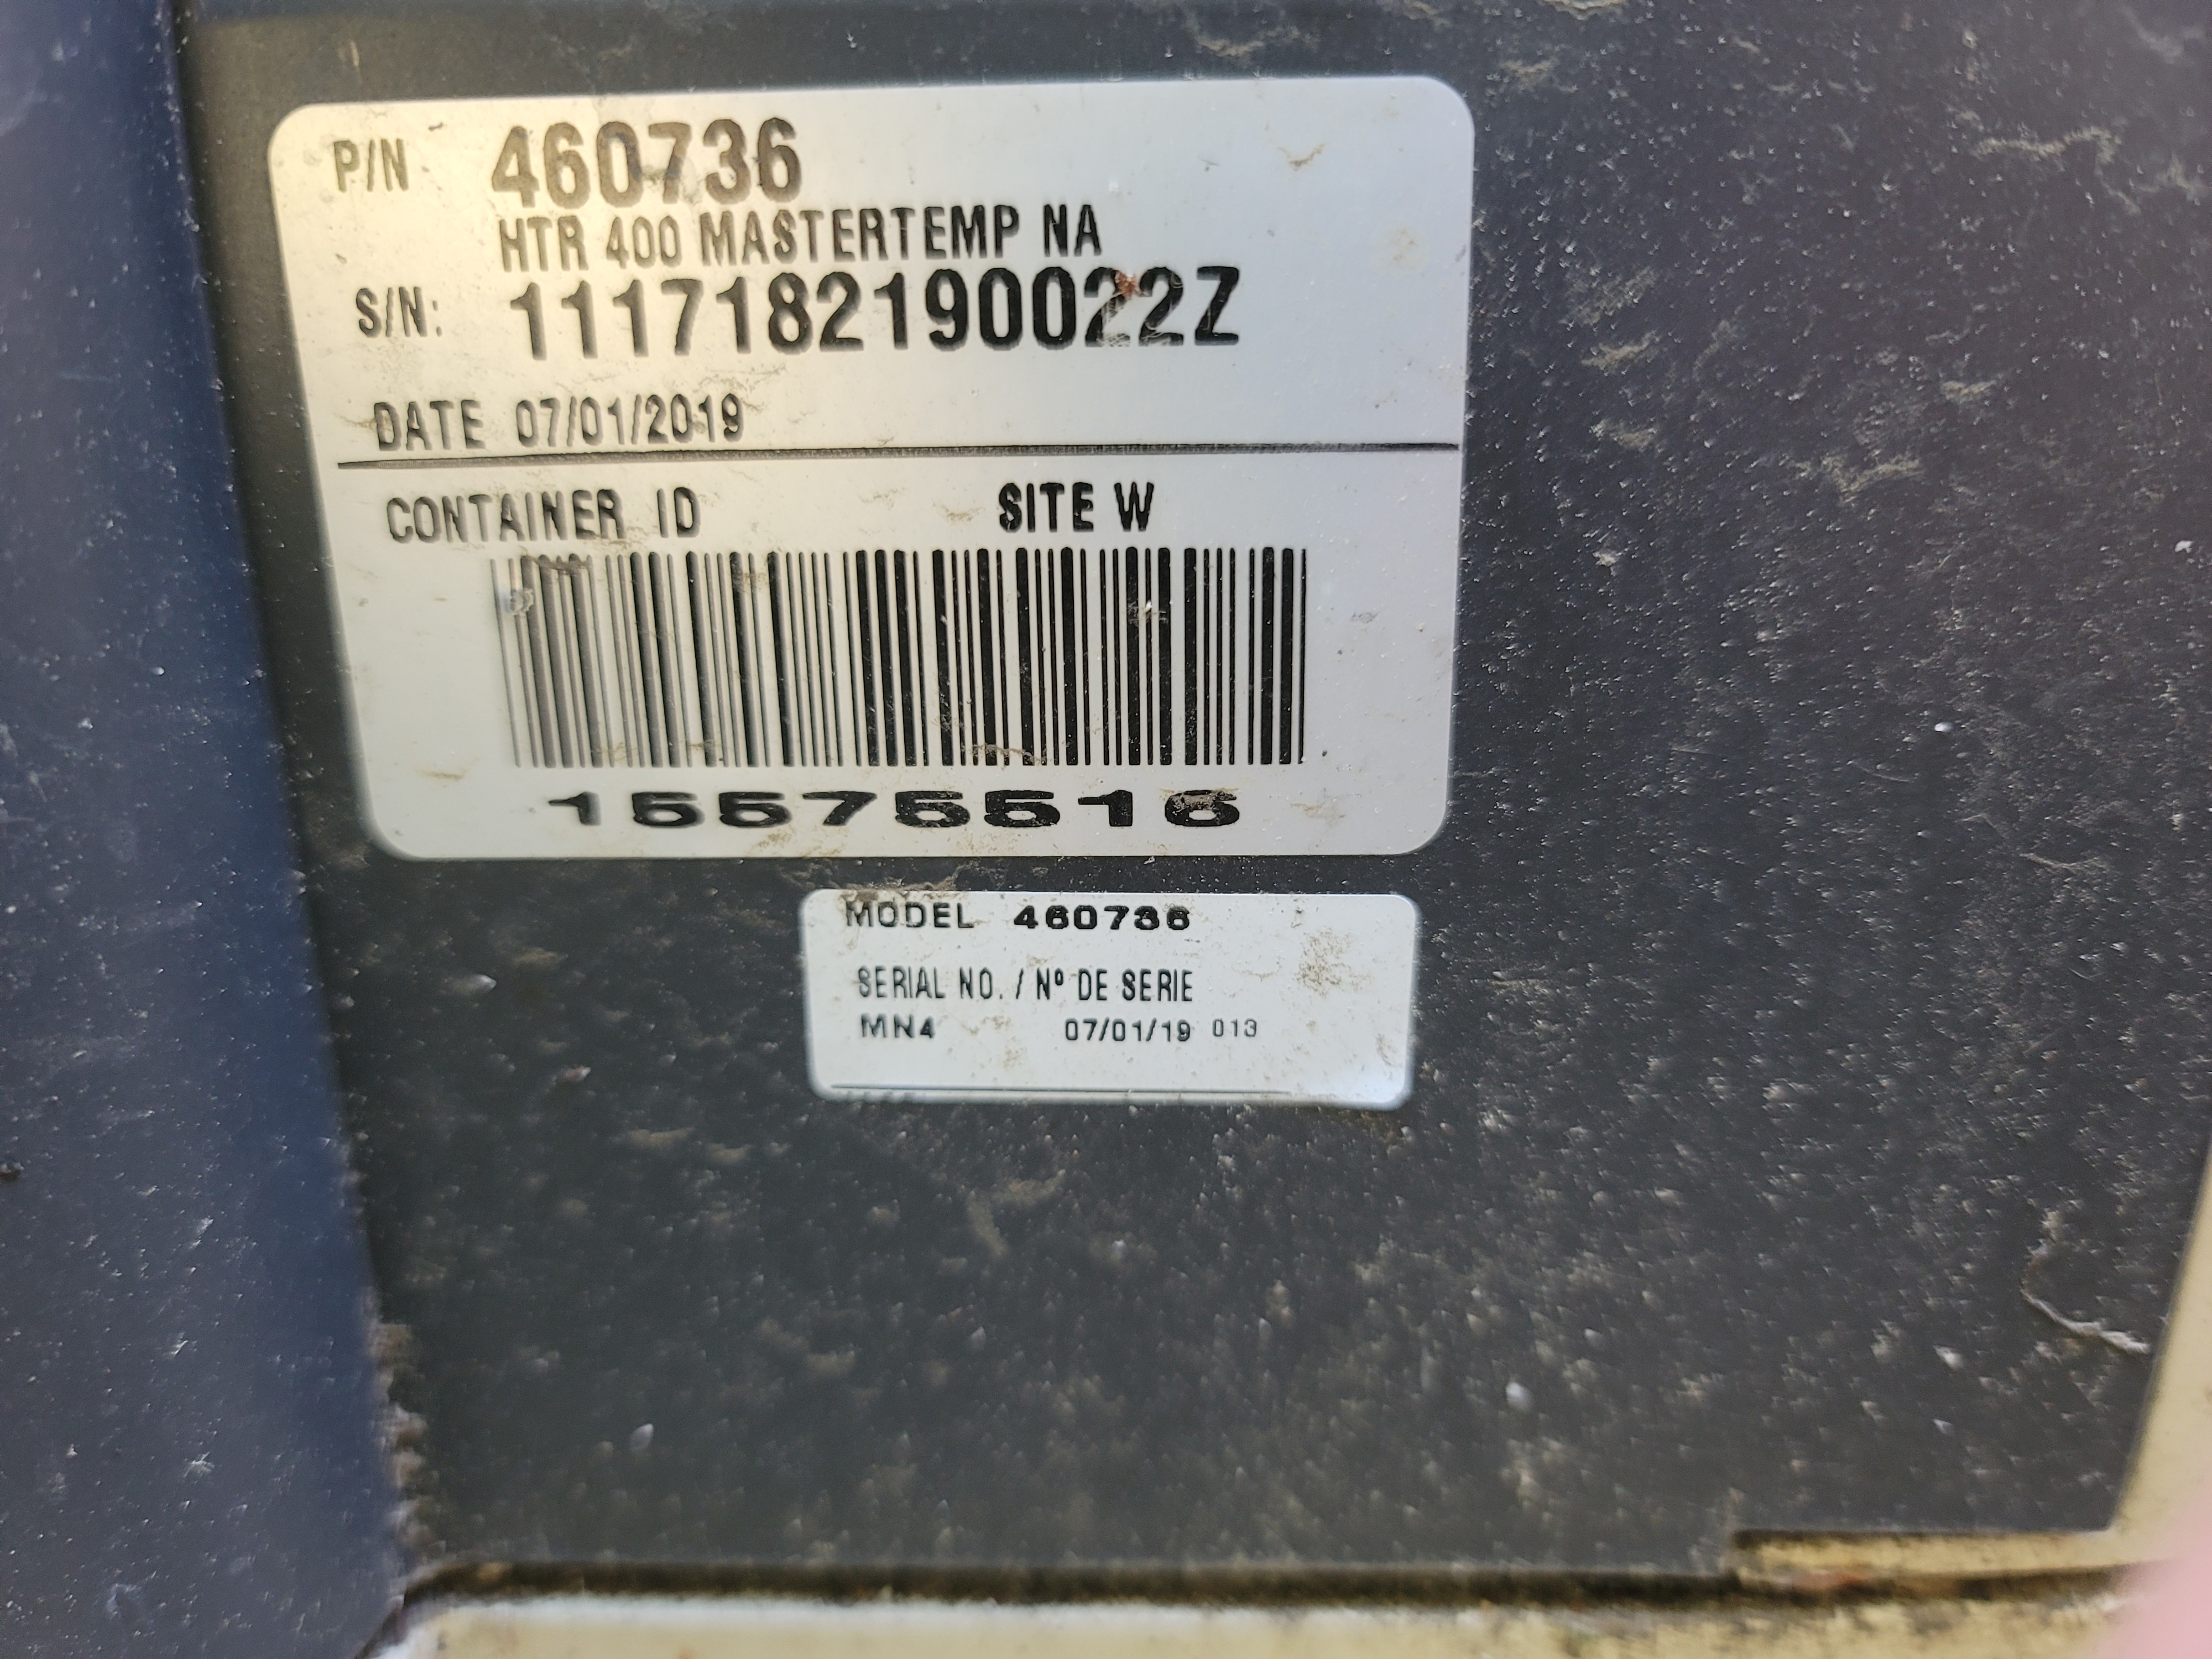 P/N 460736
HTR 400 MASTERTEMP NA
S/N: 1117182190022Z
DATE 07/01/2019
CONTAINER ID SITE W
15575516
MODEL 460736
SERIAL NO. / Nº DE SERIE
MN4 07/01/19 013